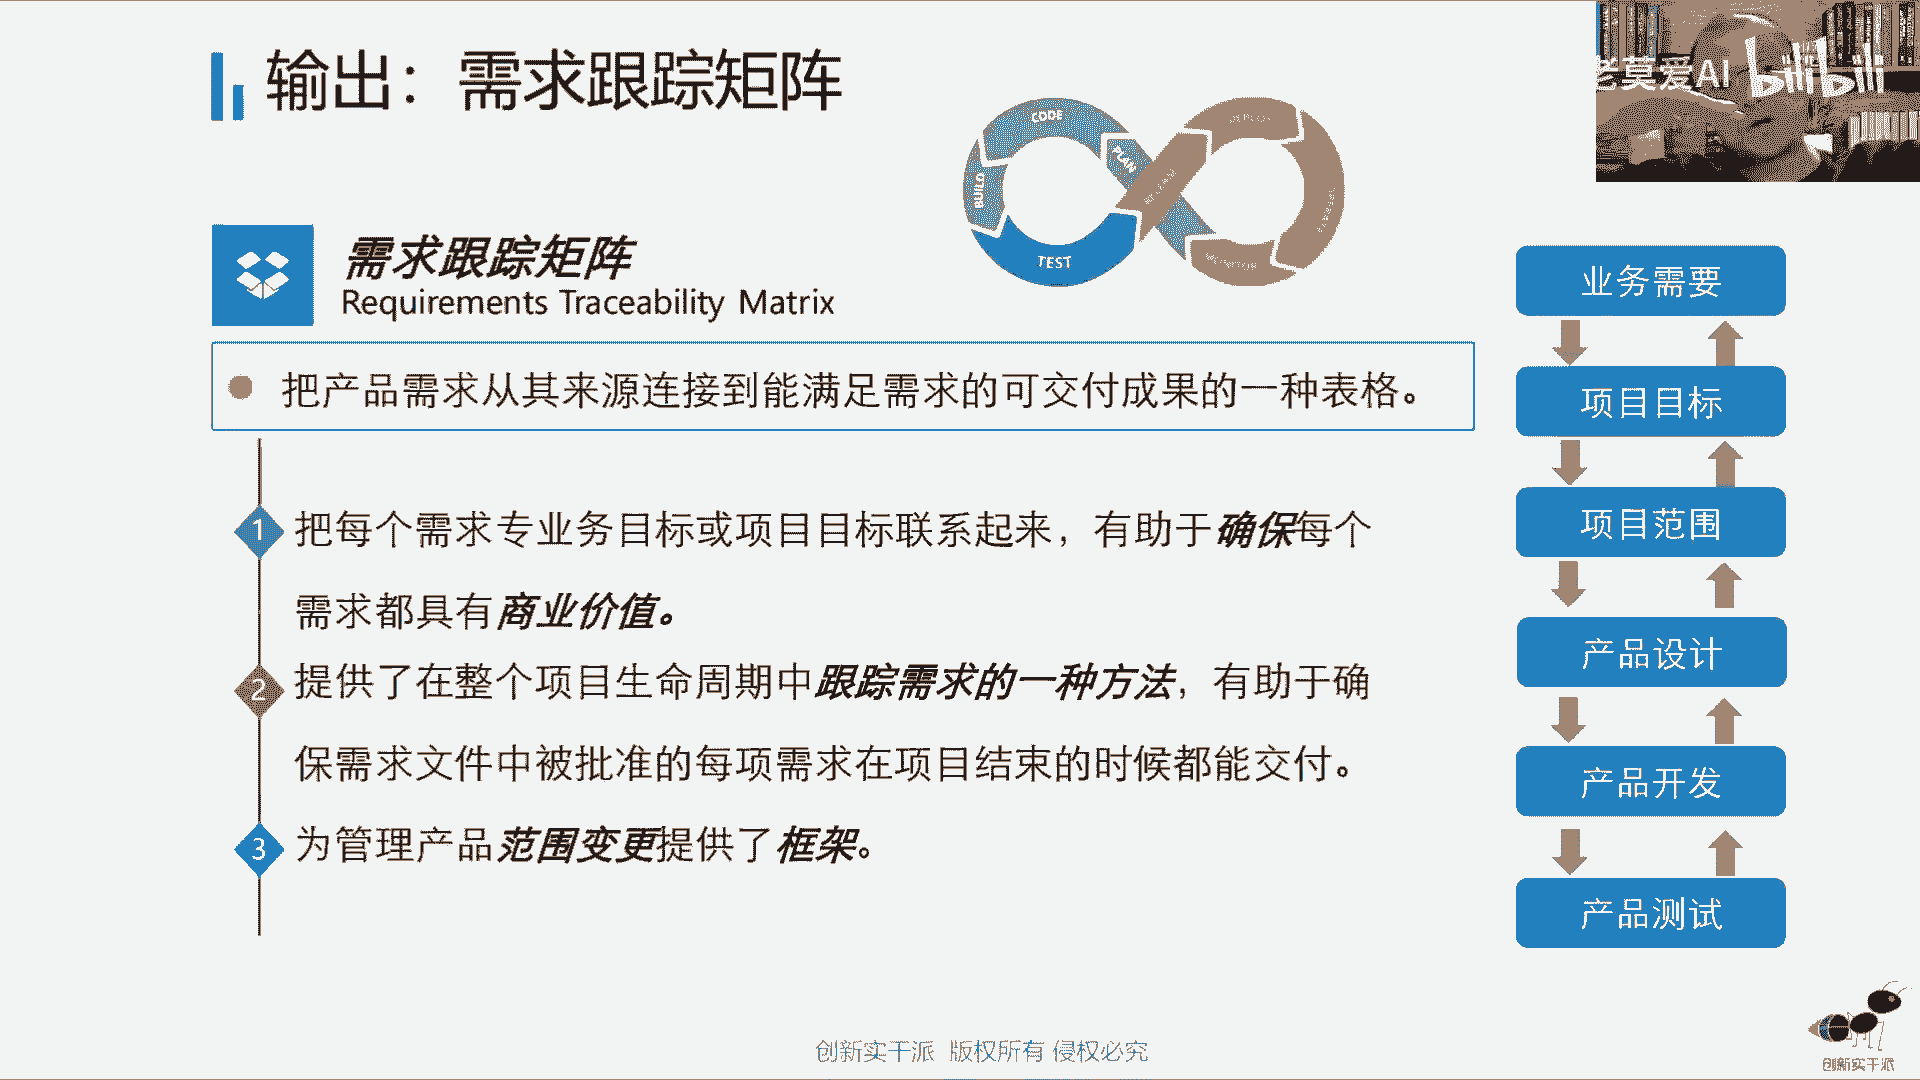 输出：需求跟踪矩阵
老莫爱AI bilibili
CODE
DEPLOY
PLAN
BUILD
TEST
MONITOR
需求跟踪矩阵
Requirements Traceability Matrix
把产品需求从其来源连接到能满足需求的可交付成果的一种表格。
1 把每个需求专业务目标或项目目标联系起来，有助于确保每个
需求都具有商业价值。
2 提供了在整个项目生命周期中跟踪需求的一种方法，有助于确
保需求文件中被批准的每项需求在项目结束的时候都能交付。
3 为管理产品范围变更提供了框架。
业务需要
项目目标
项目范围
产品设计
产品开发
产品测试
创新实干派 版权所有 侵权必究
创新实干派